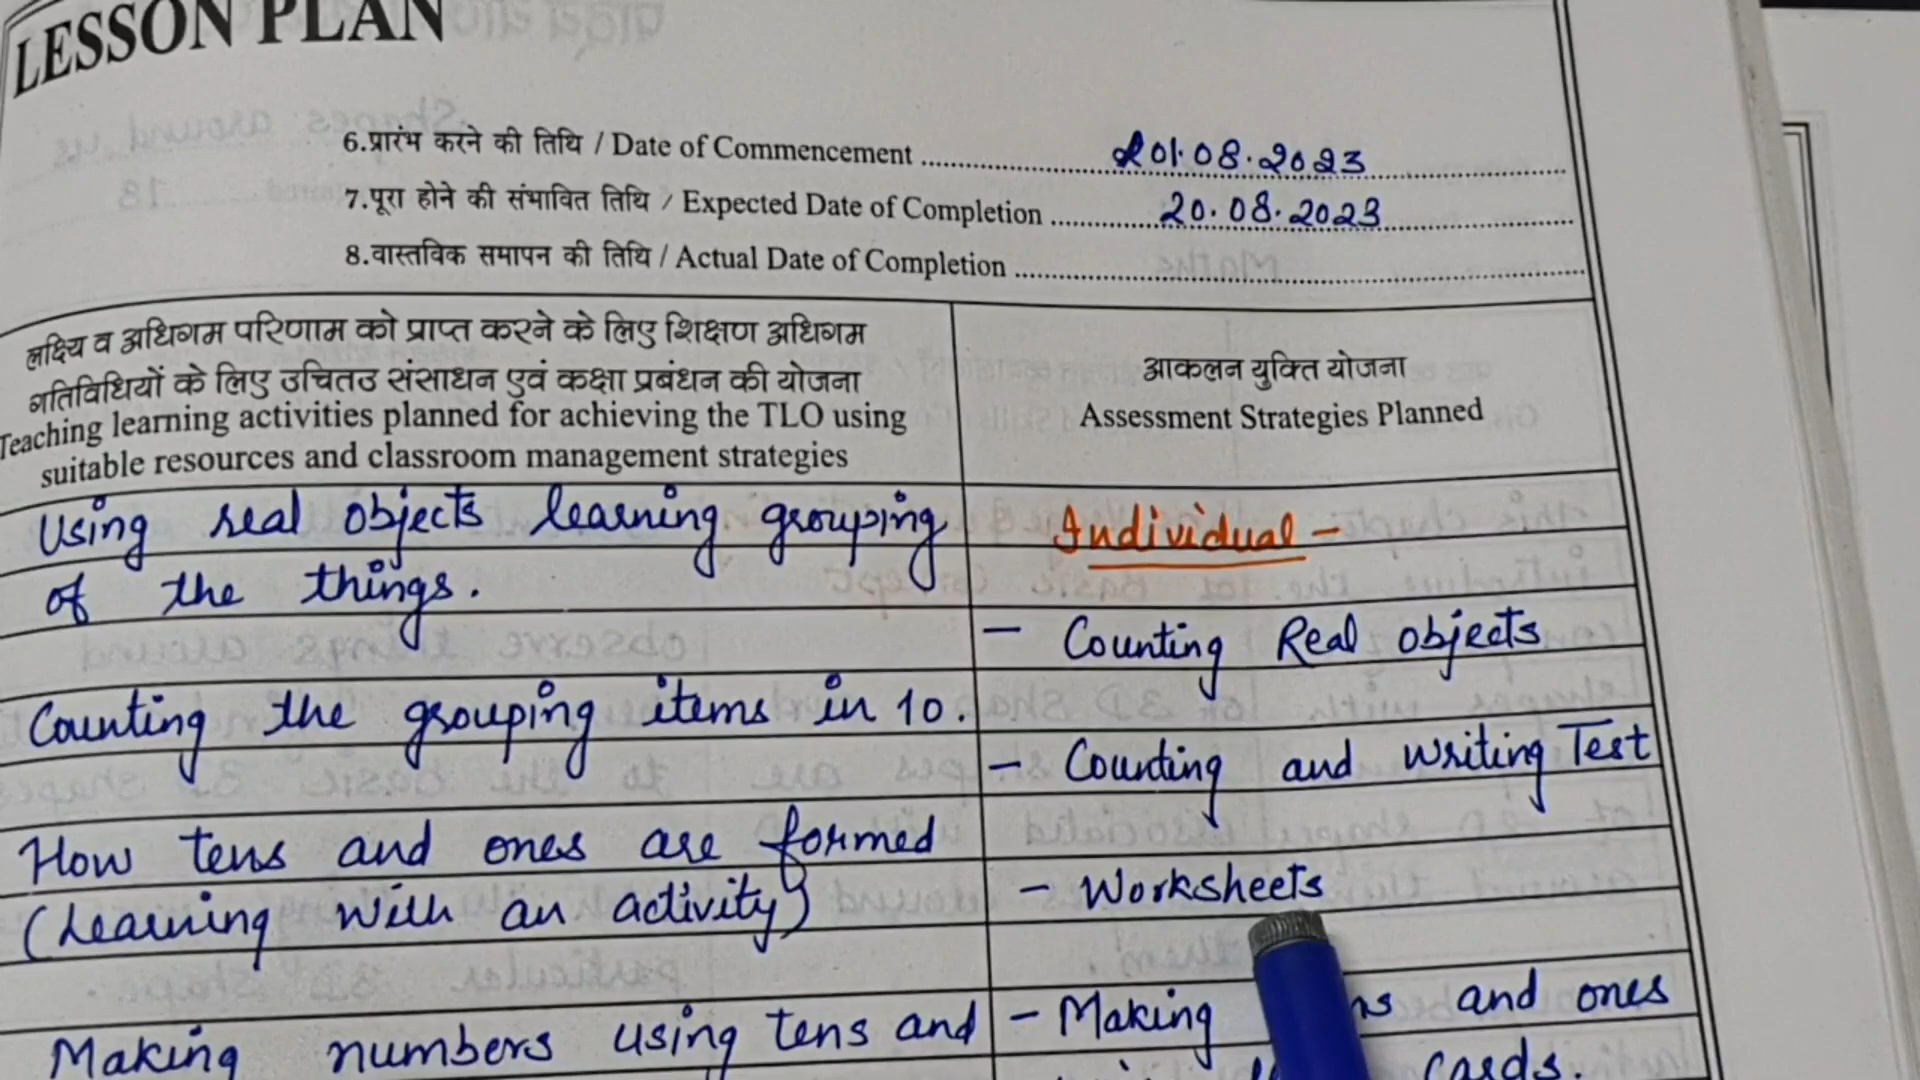 LESSON PLAN
6.प्रारंभ करने की तिथि / Date of Commencement 01.08.2023
7.पूरा होने की संभावित तिथि / Expected Date of Completion 20.08.2023
8.वास्तविक समापन की तिथि / Actual Date of Completion
लक्ष्यि व अधिगम परिणाम को प्राप्त करने के लिए शिक्षण अधिगम
गतिविधियों के लिए उचितउ संसाधन एवं कक्षा प्रबंधन की योजना
Teaching learning activities planned for achieving the TLO using
suitable resources and classroom management strategies
आकलन युक्ति योजना
Assessment Strategies Planned
Using real objects learning grouping
of the things.
Counting the grouping items in 10.
How tens and ones are formed
(Learning with an activity)
Making numbers using tens and
Individual -
- Counting Real objects
- Counting and writing Test
- Worksheets
- Making and ones
cards.